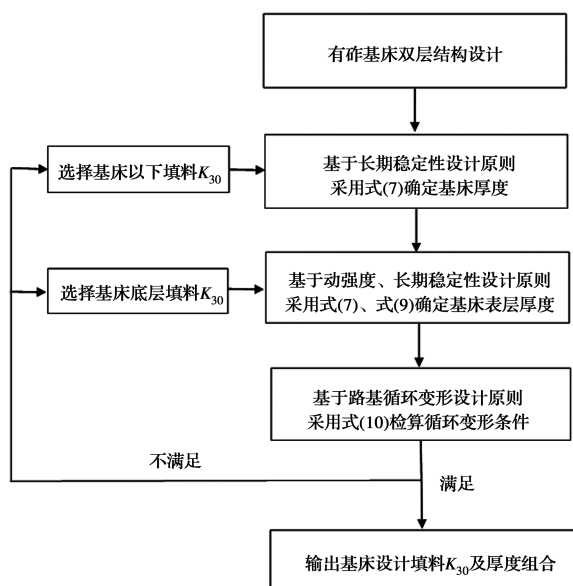 有砟基床双层结构设计
选择基床以下填料K30
基于长期稳定性设计原则
采用式(7)确定基床厚度
选择基床底层填料K30
基于动强度、长期稳定性设计原则
采用式(7)、式(9)确定基床表层厚度
基于路基循环变形设计原则
采用式(10)检算循环变形条件
不满足
满足
输出基床设计填料K30及厚度组合